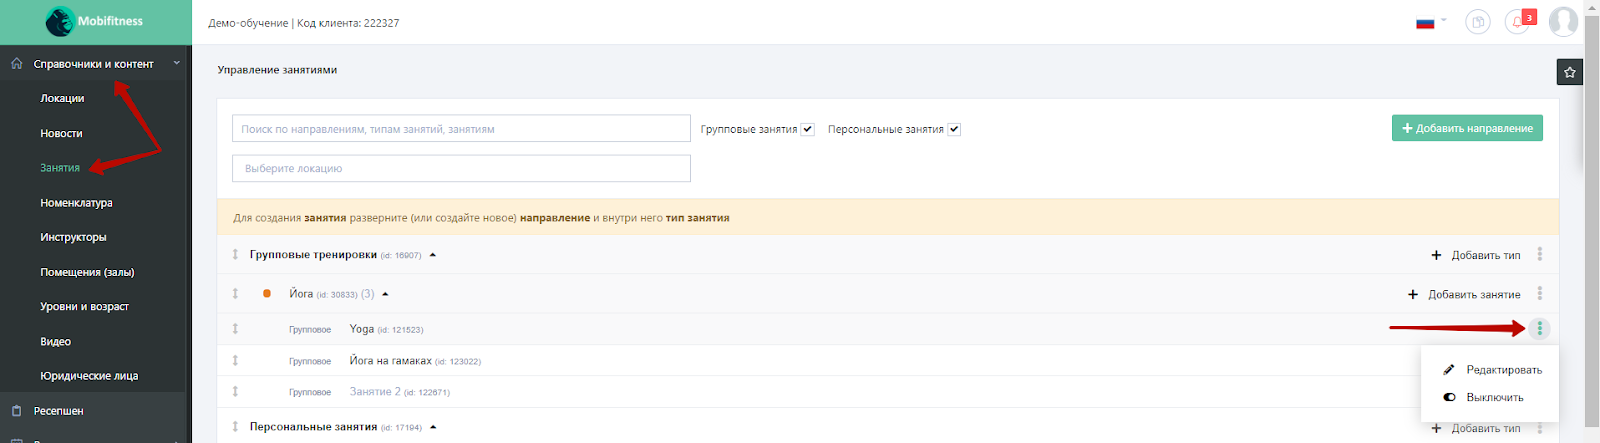 Mobifitness
Демо-обучение | Код клиента: 222327
3
Справочники и контент
Локации
Новости
Занятия
Номенклатура
Инструкторы
Помещения (залы)
Уровни и возраст
Видео
Юридические лица
Ресепшен
Управление занятиями
Поиск по направлениям, типам занятий, занятиям
Групповые занятия
Персональные занятия
+ Добавить направление
Выберите локацию
Для создания занятия разверните (или создайте новое) направление и внутри него тип занятия
Групповые тренировки (id: 16907)
+ Добавить тип
Йога (id: 30833) (3)
+ Добавить занятие
Групповое Yoga (id: 121523)
Групповое Йога на гамаках (id: 123022)
Редактировать
Групповое Занятие 2 (id: 122671)
Выключить
Персональные занятия (id: 17194)
+ Добавить тип